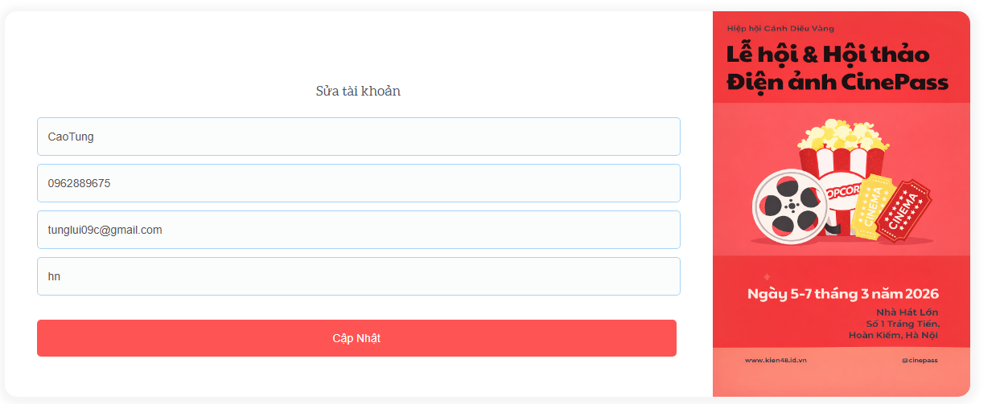 Sửa tài khoản
CaoTung
0962889675
tunglui09c@gmail.com
hn
Cập Nhật
Hiệp hội Cánh Diều Vàng
Lễ hội & Hội thảo
Điện ảnh CinePass
OPCOR
CINEMA
CINEMA
Ngày 5-7 tháng 3 năm 2026
Nhà Hát Lớn
Số 1 Tràng Tiền,
Hoàn Kiếm, Hà Nội
www.kien48.id.vn
@cinepass